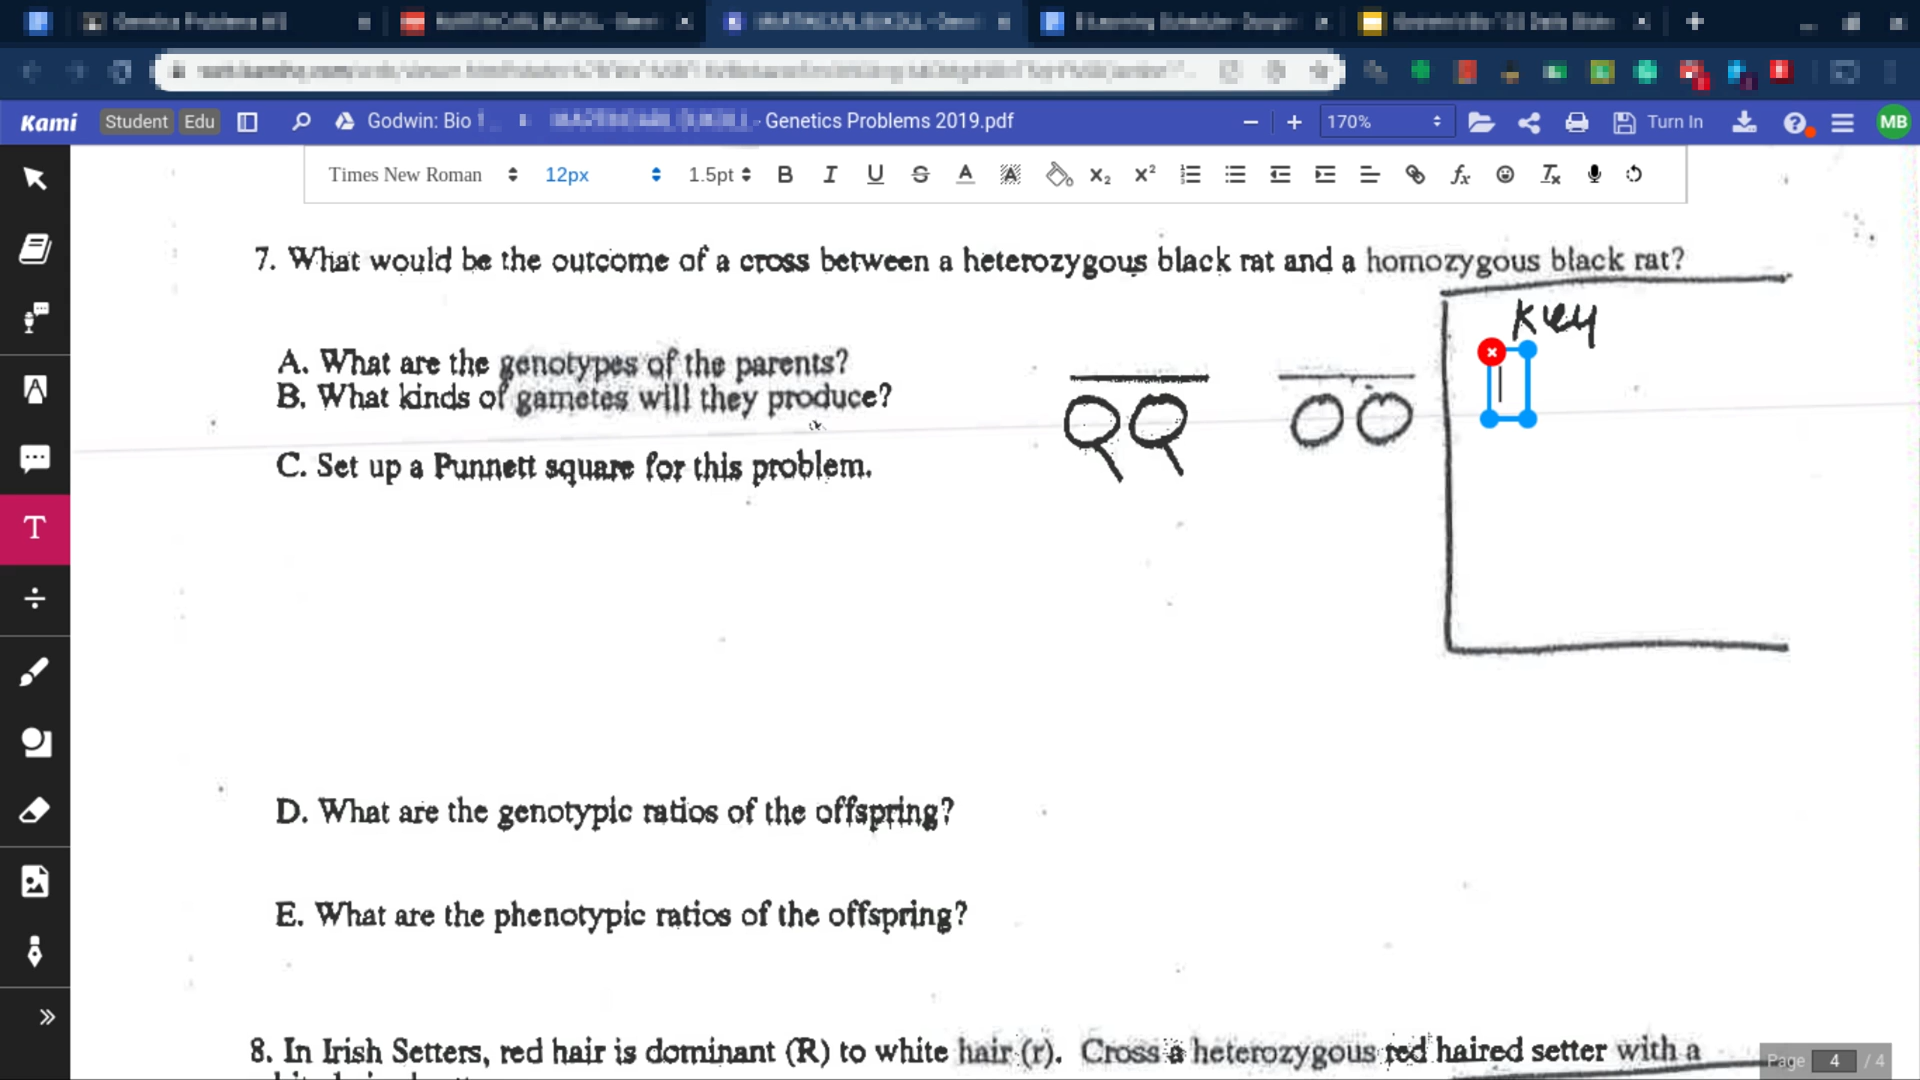 Kami Student Edu Godwin: Bio Genetics Problems 2019.pdf 170% Turn In MB
Times New Roman 12px 1.5pt B I U S A X₂ X² fx Tx
7. What would be the outcome of a cross between a heterozygous black rat and a homozygous black rat?
Key
A. What are the genotypes of the parents?
B. What kinds of gametes will they produce?
C. Set up a Punnett square for this problem.
T
D. What are the genotypic ratios of the offspring?
E. What are the phenotypic ratios of the offspring?
8. In Irish Setters, red hair is dominant (R) to white hair (r). Cross a heterozygous red haired setter with a
Page 4 / 4